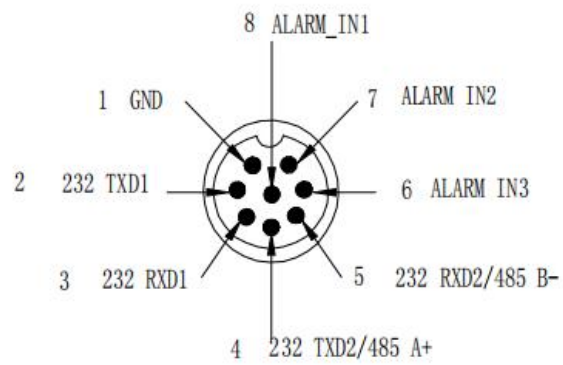 8 ALARM_IN1
1 GND
7 ALARM IN2
2 232 TXD1
6 ALARM IN3
3 232 RXD1
5 232 RXD2/485 B-
4 232 TXD2/485 A+